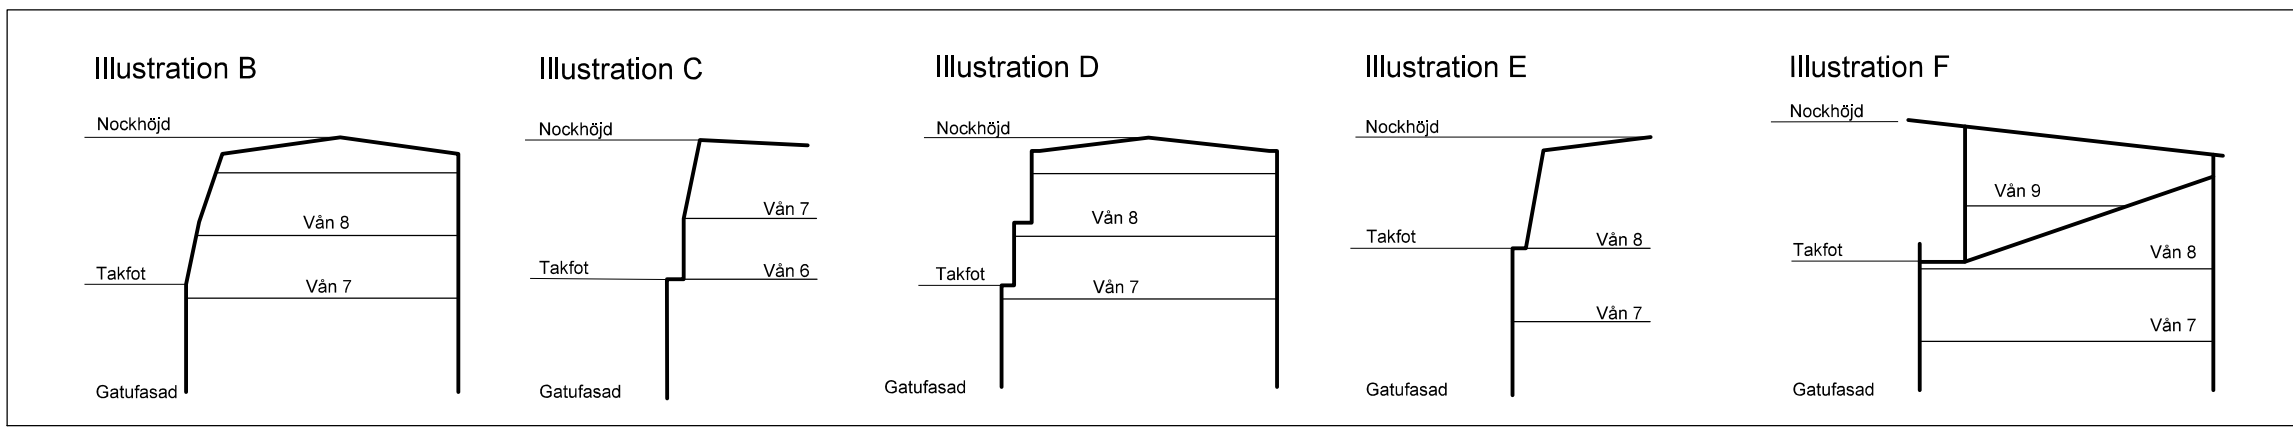 Illustration B
Nockhöjd
Vån 8
Takfot
Vån 7
Gatufasad
Illustration C
Nockhöjd
Vån 7
Takfot
Vån 6
Gatufasad
Illustration D
Nockhöjd
Vån 8
Takfot
Vån 7
Gatufasad
Illustration E
Nockhöjd
Takfot
Vån 8
Vån 7
Gatufasad
Illustration F
Nockhöjd
Vån 9
Takfot
Vån 8
Vån 7
Gatufasad